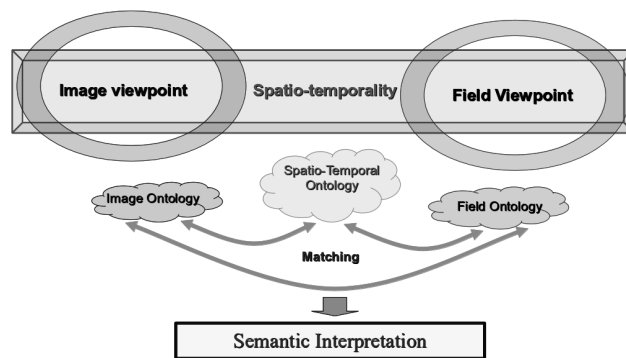 Image viewpoint
Spatio-temporality
Field Viewpoint
Spatio-Temporal
Ontology
Image Ontology
Field Ontology
Matching
Semantic Interpretation